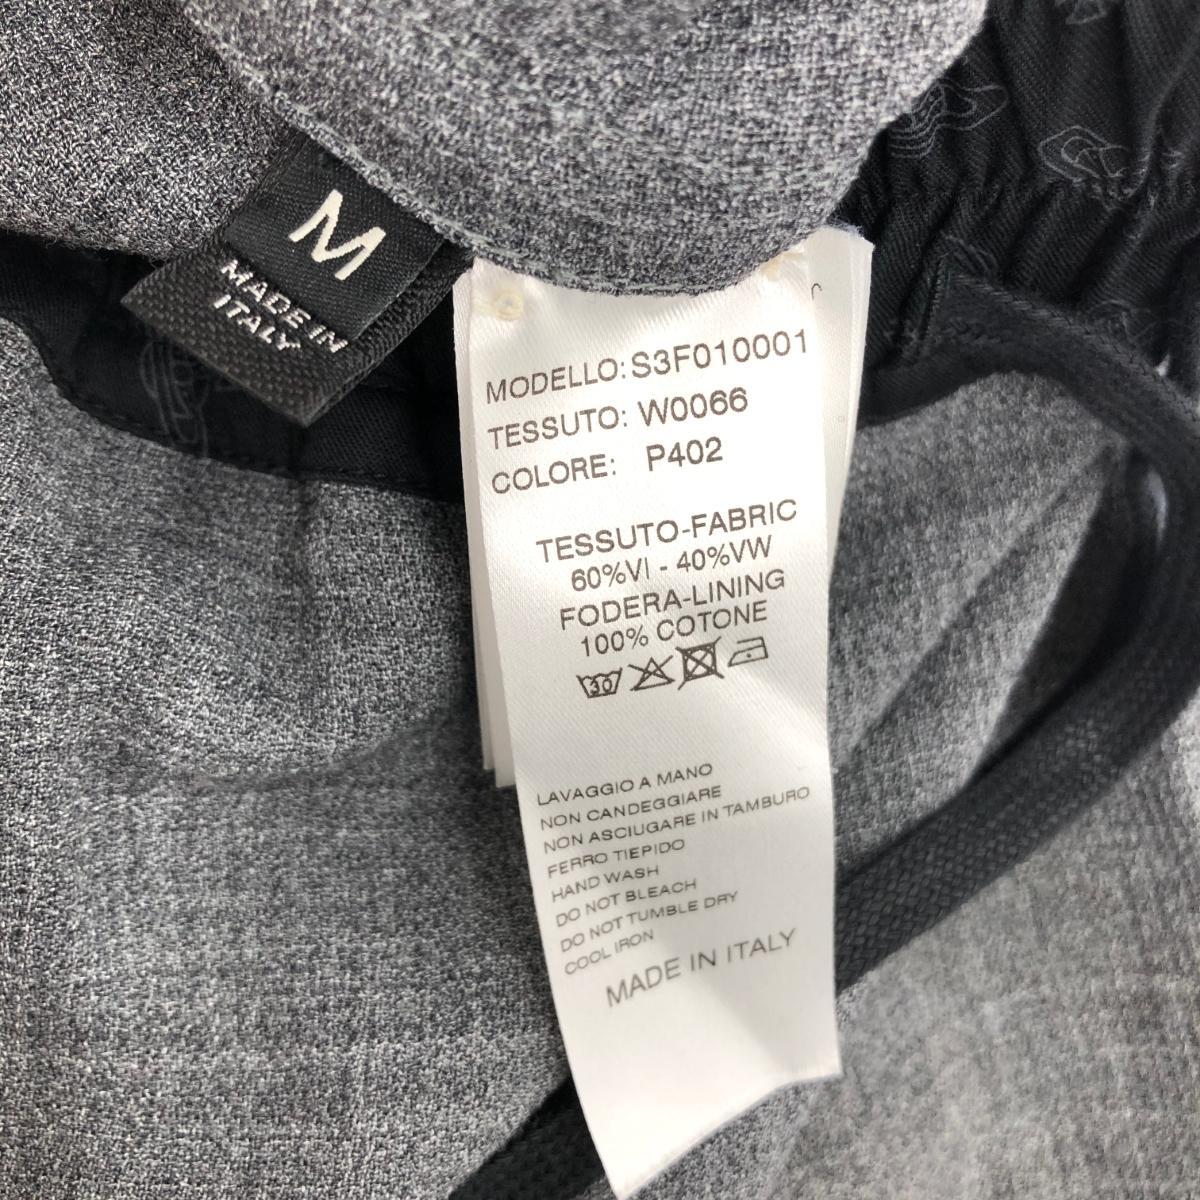 M
MADE IN
ITALY
MODELLO: S3F010001
TESSUTO: W0066
COLORE: P402
TESSUTO-FABRIC
60%VI - 40%VW
FODERA-LINING
100% COTONE
30
LAVAGGIO A MANO
NON CANDEGGIARE
NON ASCIUGARE IN TAMBURO
FERRO TIEPIDO
HAND WASH
DO NOT BLEACH
DO NOT TUMBLE DRY
COOL IRON
MADE IN ITALY